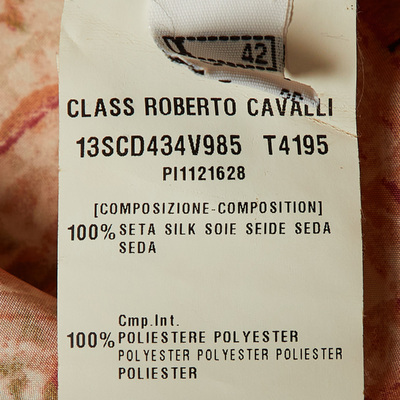 42
CLASS ROBERTO CAVALLI
13SCD434V985 T4195
PI1121628
[COMPOSIZIONE-COMPOSITION]
100% SETA SILK SOIE SEIDE SEDA
SEDA
Cmp.Int.
100% POLIESTERE POLYESTER
POLYESTER POLYESTER POLIESTER
POLIESTER